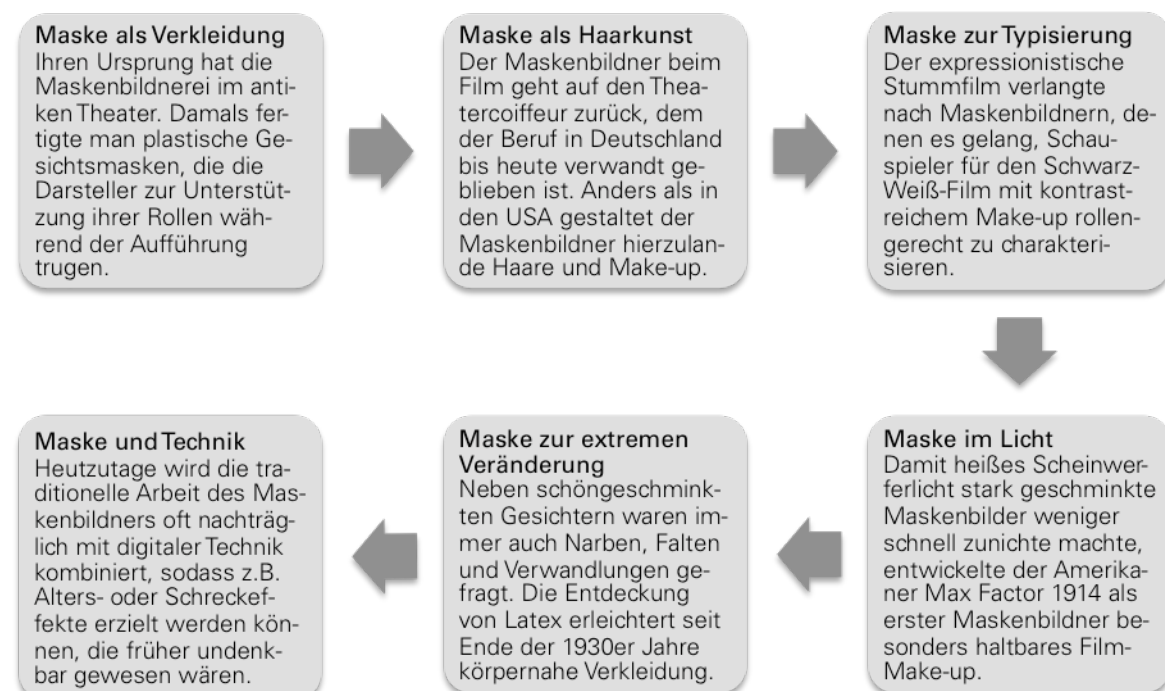 Maske als Verkleidung
Ihren Ursprung hat die
Maskenbildnerei im anti-
ken Theater. Damals fer-
tigte man plastische Ge-
sichtsmasken, die die
Darsteller zur Unterstüt-
zung ihrer Rollen wäh-
rend der Aufführung
trugen.
Maske als Haarkunst
Der Maskenbildner beim
Film geht auf den Thea-
tercoiffeur zurück, dem
der Beruf in Deutschland
bis heute verwandt ge-
blieben ist. Anders als in
den USA gestaltet der
Maskenbildner hierzulan-
de Haare und Make-up.
Maske zur Typisierung
Der expressionistische
Stummfilm verlangte
nach Maskenbildnern, de-
nen es gelang, Schau-
spieler für den Schwarz-
Weiß-Film mit kontrast-
reichem Make-up rollen-
gerecht zu charakteri-
sieren.
Maske im Licht
Damit heißes Scheinwer-
ferlicht stark geschminkte
Maskenbilder weniger
schnell zunichte machte,
entwickelte der Amerika-
ner Max Factor 1914 als
erster Maskenbildner be-
sonders haltbares Film-
Make-up.
Maske zur extremen
Veränderung
Neben schöngeschmink-
ten Gesichtern waren im-
mer auch Narben, Falten
und Verwandlungen ge-
fragt. Die Entdeckung
von Latex erleichtert seit
Ende der 1930er Jahre
körpernahe Verkleidung.
Maske und Technik
Heutzutage wird die tra-
ditionelle Arbeit des Mas-
kenbildners oft nachträg-
lich mit digitaler Technik
kombiniert, sodass z.B.
Alters- oder Schreckef-
fekte erzielt werden kön-
nen, die früher undenk-
bar gewesen wären.